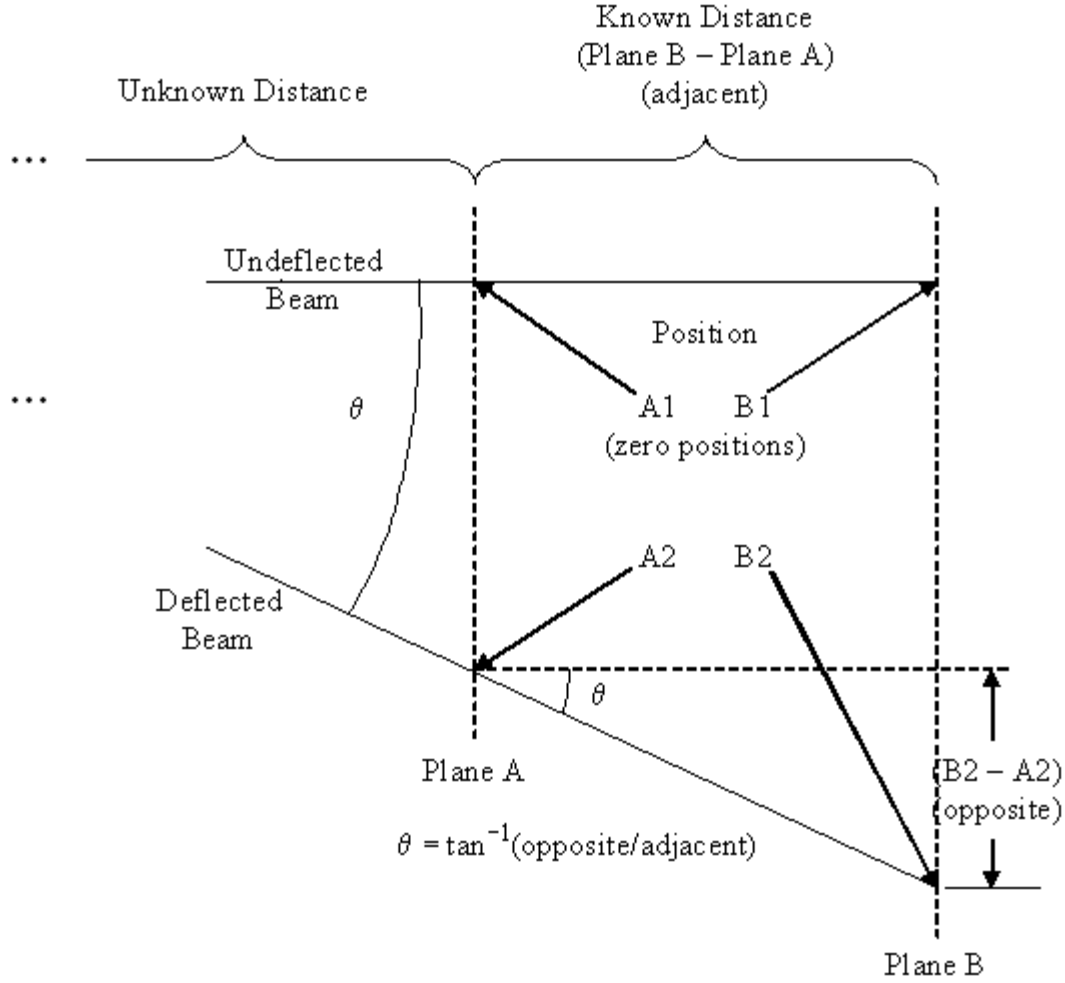 Known Distance
(Plane B – Plane A)
(adjacent)
Unknown Distance
...
Undeflected
Beam
Position
...
θ
A1 B1
(zero positions)
A2 B2
Deflected
Beam
θ
Plane A
(B2 – A2)
(opposite)
θ = tan⁻¹(opposite/adjacent)
Plane B